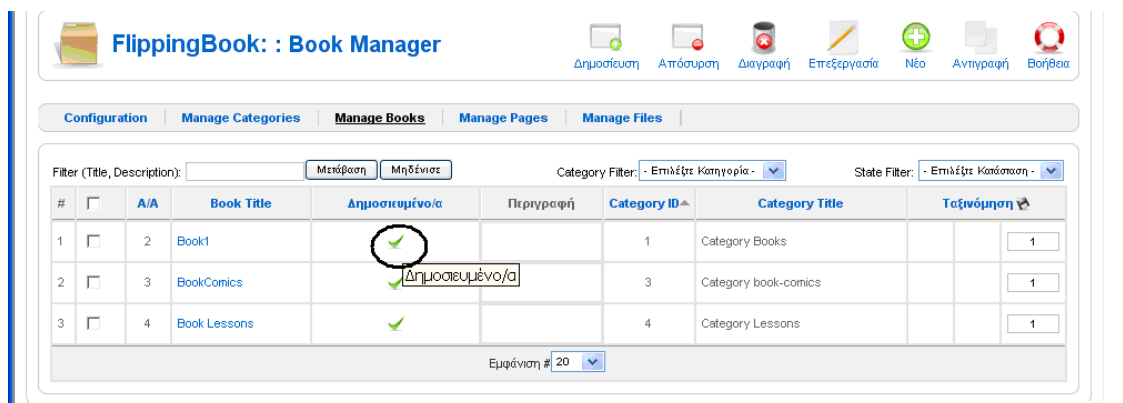 FlippingBook: : Book Manager
Δημοσίευση Απόσυρση Διαγραφή Επεξεργασία Νέο Αντιγραφή Βοήθεια
Configuration Manage Categories Manage Books Manage Pages Manage Files
Filter (Title, Description): Μετάβαση Μηδένισε Category Filter: - Επιλέξτε Κατηγορία - State Filter: - Επιλέξτε Κατάσταση -
# Α/Α Book Title Δημοσιευμένο/α Περιγραφή Category ID Category Title Ταξινόμηση
1 2 Book1 1 Category Books 1
Δημοσιευμένο/α
2 3 BookComics 3 Category book-comics 1
3 4 Book Lessons 4 Category Lessons 1
Εμφάνιση # 20